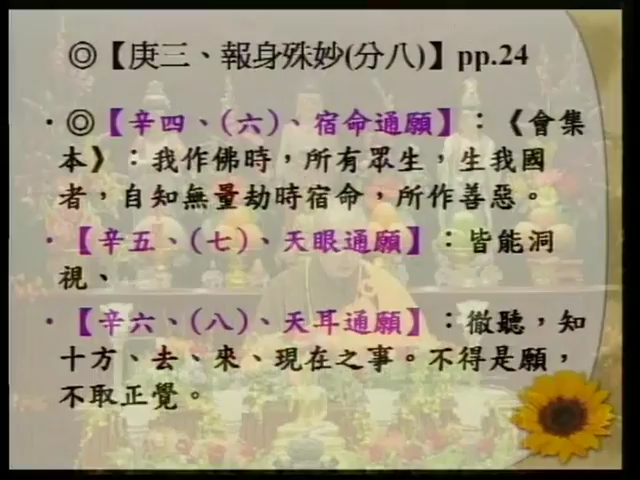 ◎【庚三、報身殊妙(分八)】pp.24
・◎【辛四、(六)、宿命通願】：《會集
本》：我作佛時，所有眾生，生我國
者，自知無量劫時宿命，所作善惡。
・【辛五、(七)、天眼通願】：皆能洞
視、
・【辛六、(八)、天耳通願】：徹聽，知
十方、去、來、現在之事。不得是願，
不取正覺。